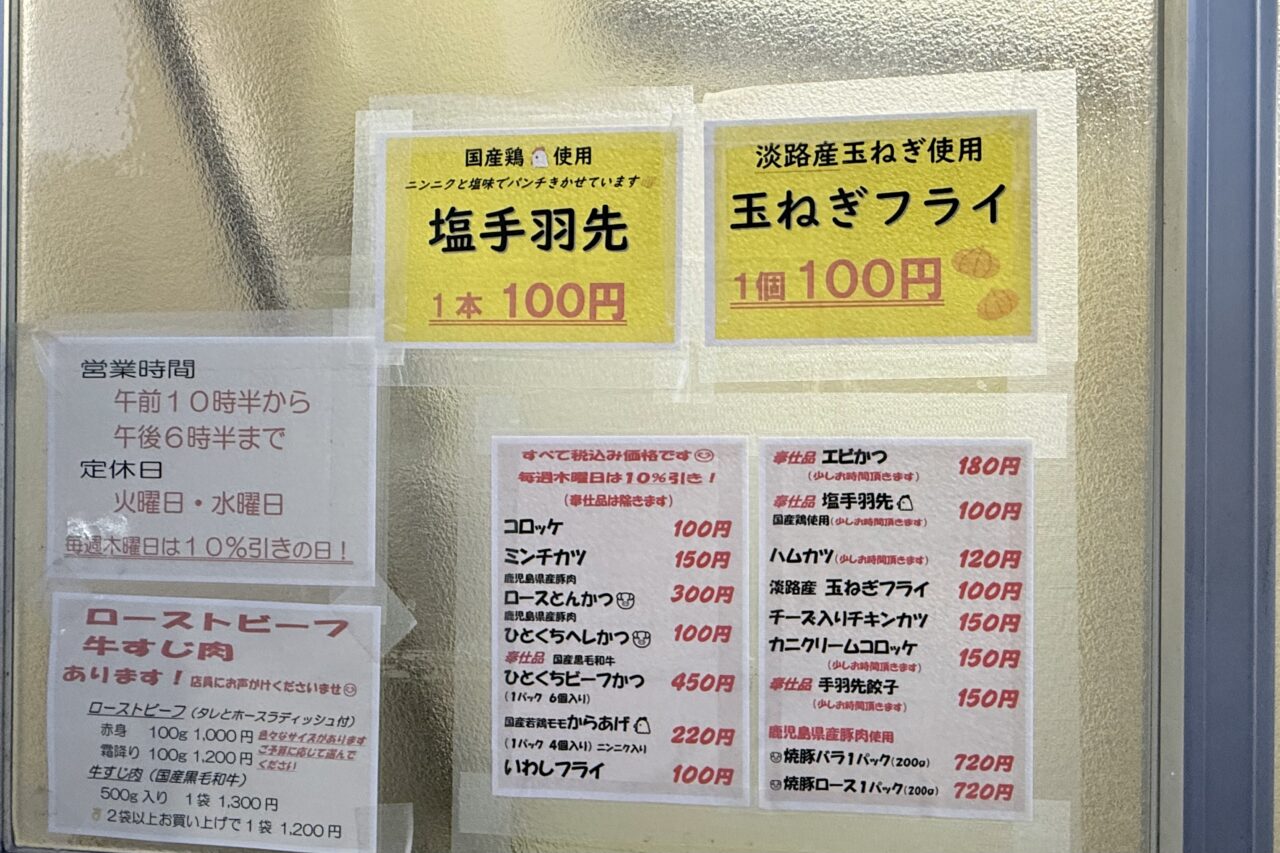 国産鶏使用
ニンニクと塩味でパンチきかせています
塩手羽先
1本 100円
淡路産玉ねぎ使用
玉ねぎフライ
1個 100円
営業時間
午前１０時半から
午後６時半まで
定休日
火曜日・水曜日
毎週木曜日は１０％引きの日！
ローストビーフ
牛すじ肉
あります！店員にお声がけくださいませ
ローストビーフ（タレとホースラディッシュ付）
赤身 100g 1,000円
霜降り 100g 1,200円
色々なサイズがあります
ご予算に応じて選んで
ください
牛すじ肉（国産黒毛和牛）
500g入り 1袋 1,300円
２袋以上お買い上げで１袋 1,200円
すべて税込み価格です
毎週木曜日は10％引き！
（奉仕品は除きます）
コロッケ 100円
ミンチカツ 150円
鹿児島県産豚肉
ロースとんかつ 300円
鹿児島県産豚肉
ひとくちヘレかつ 100円
奉仕品 国産黒毛和牛
ひとくちビーフかつ 450円
（1パック 6個入り）
国産若鶏モモからあげ 220円
（1パック 4個入り）ニンニク入り
いわしフライ 100円
奉仕品 エビかつ 180円
（少しお時間頂きます）
奉仕品 塩手羽先 100円
国産鶏使用（少しお時間頂きます）
ハムカツ（少しお時間頂きます） 120円
淡路産 玉ねぎフライ 100円
チーズ入りチキンカツ 150円
カニクリームコロッケ 150円
（少しお時間頂きます）
奉仕品 手羽先餃子 150円
（少しお時間頂きます）
鹿児島県産豚肉使用
焼豚バラ1パック（200g） 720円
焼豚ロース1パック（200g） 720円